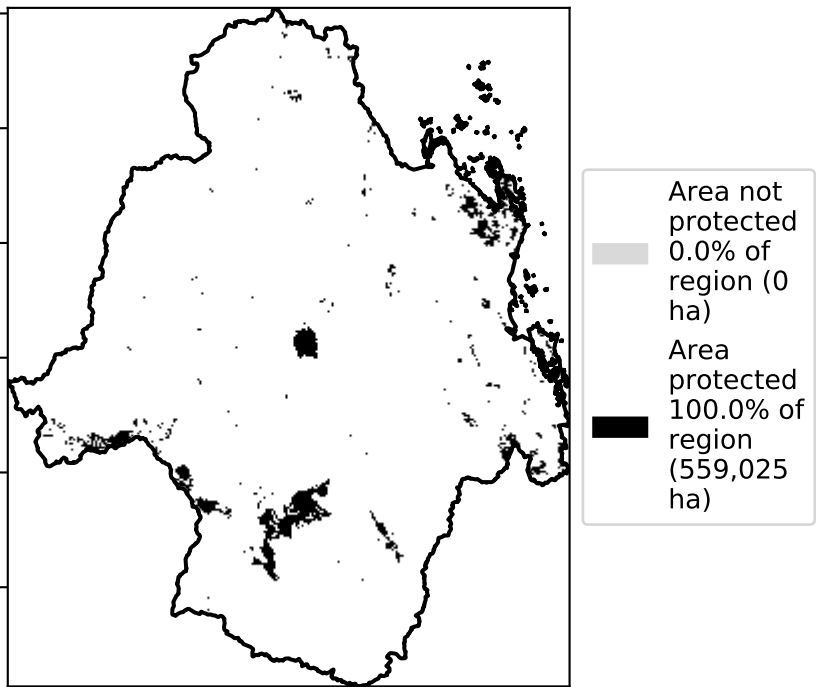 Area not
protected
0.0% of
region (0
ha)
Area
protected
100.0% of
region
(559,025
ha)